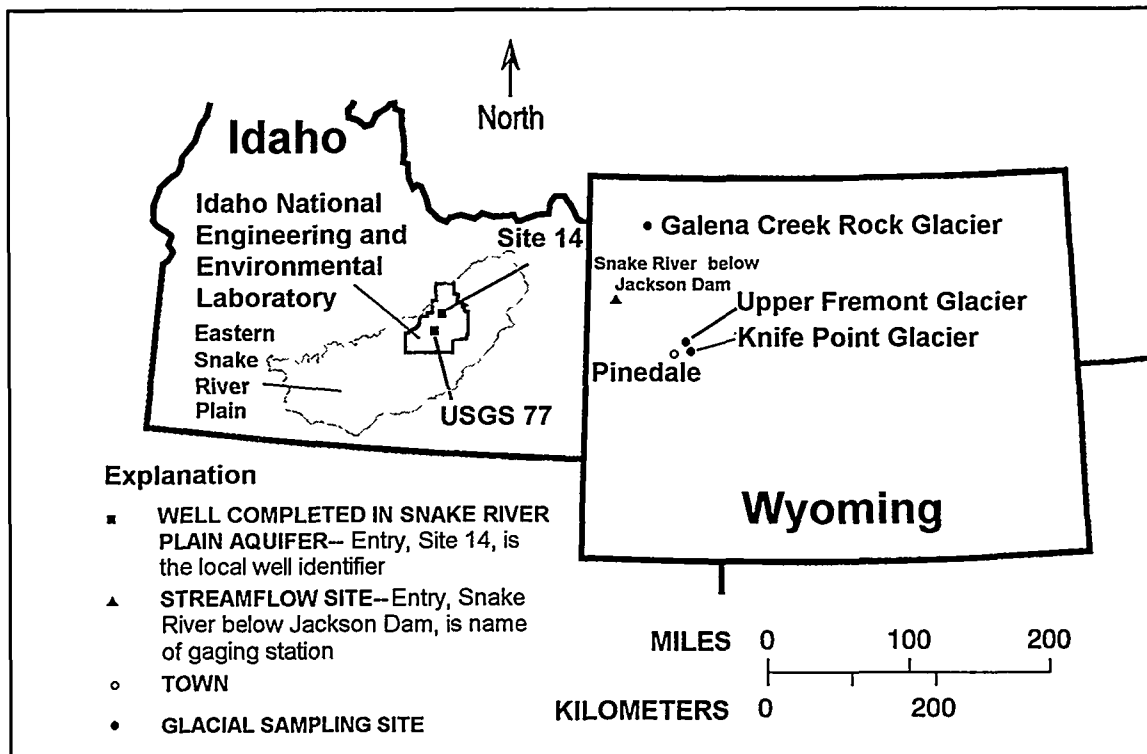 North
Idaho
Idaho National
Engineering and
Environmental
Laboratory
Site 14
Eastern
Snake
River
Plain
USGS 77
Galena Creek Rock Glacier
Snake River below
Jackson Dam
Upper Fremont Glacier
Knife Point Glacier
Pinedale
Wyoming
Explanation
WELL COMPLETED IN SNAKE RIVER
PLAIN AQUIFER-- Entry, Site 14, is
the local well identifier
STREAMFLOW SITE--Entry, Snake
River below Jackson Dam, is name
of gaging station
TOWN
GLACIAL SAMPLING SITE
MILES 0 100 200
KILOMETERS 0 200